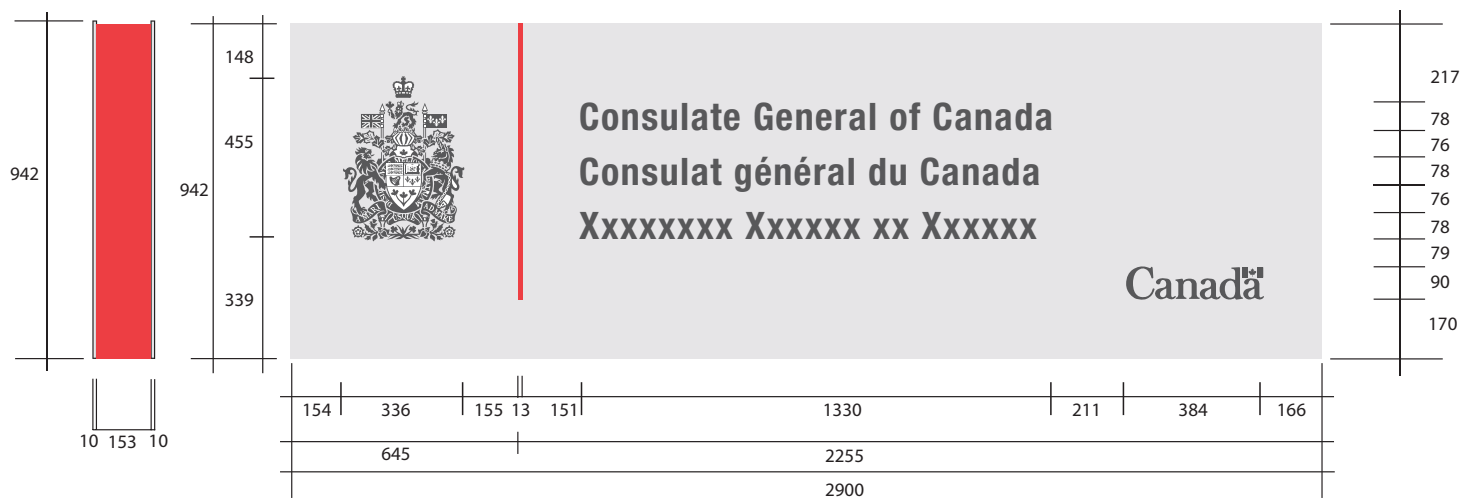 942
10 153 10
942
148
455
339
Consulate General of Canada
Consulat général du Canada
Xxxxxxxx Xxxxxx xx Xxxxxx
Canada
217
78
76
78
76
78
79
90
170
154 336 155 13 151 1330 211 384 166
645 2255
2900